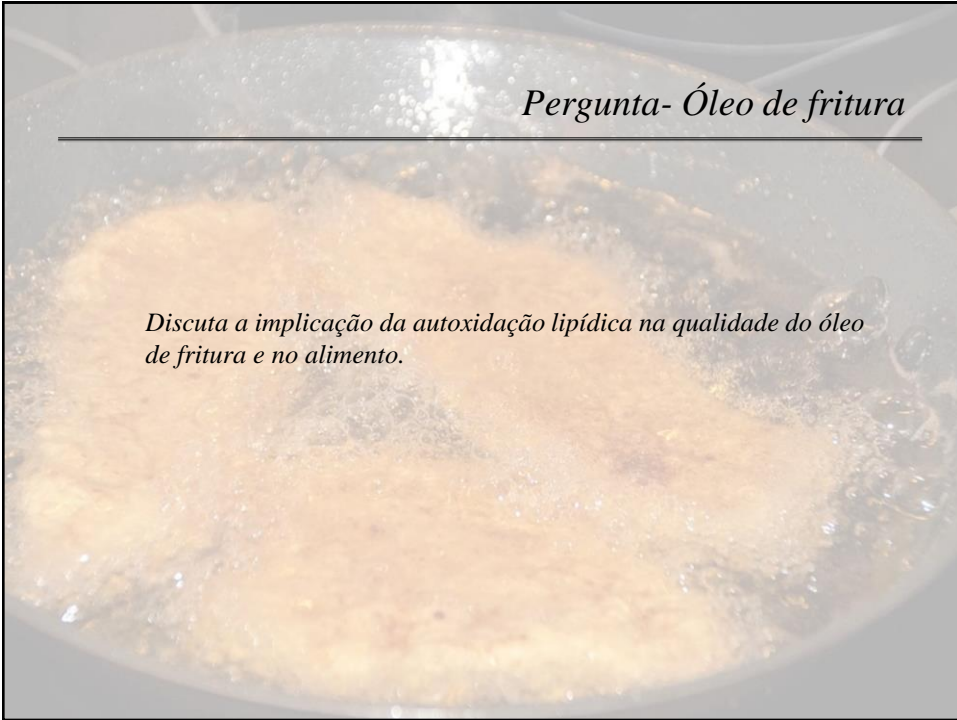 Pergunta- Óleo de fritura
Discuta a implicação da autoxidação lipídica na qualidade do óleo
de fritura e no alimento.